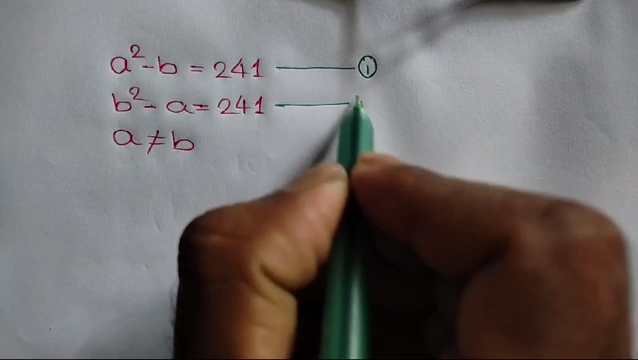 a²-b = 241 ——— ①
b²- a = 241 ———
a ≠ b